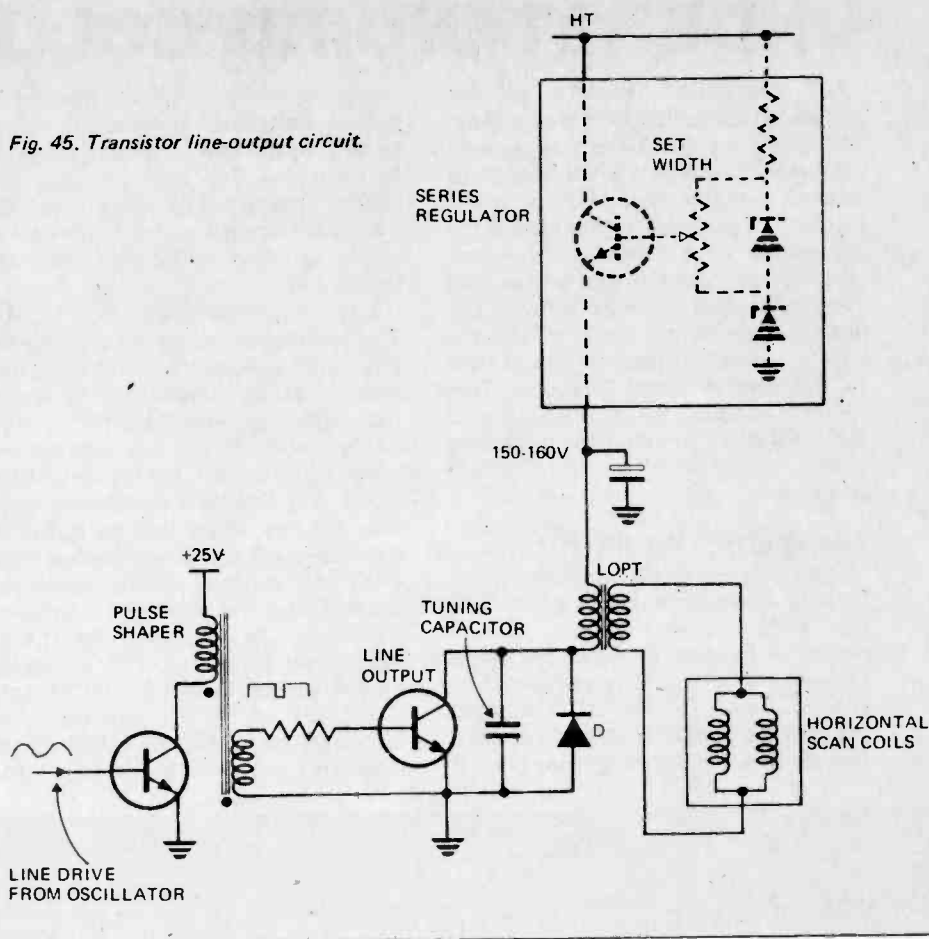 HT
Fig. 45. Transistor line-output circuit.
SET
WIDTH
SERIES
REGULATOR
150-160V
+25V
LOPT
PULSE
SHAPER
TUNING
CAPACITOR
LINE
OUTPUT
D
HORIZONTAL
SCAN COILS
LINE DRIVE
FROM OSCILLATOR